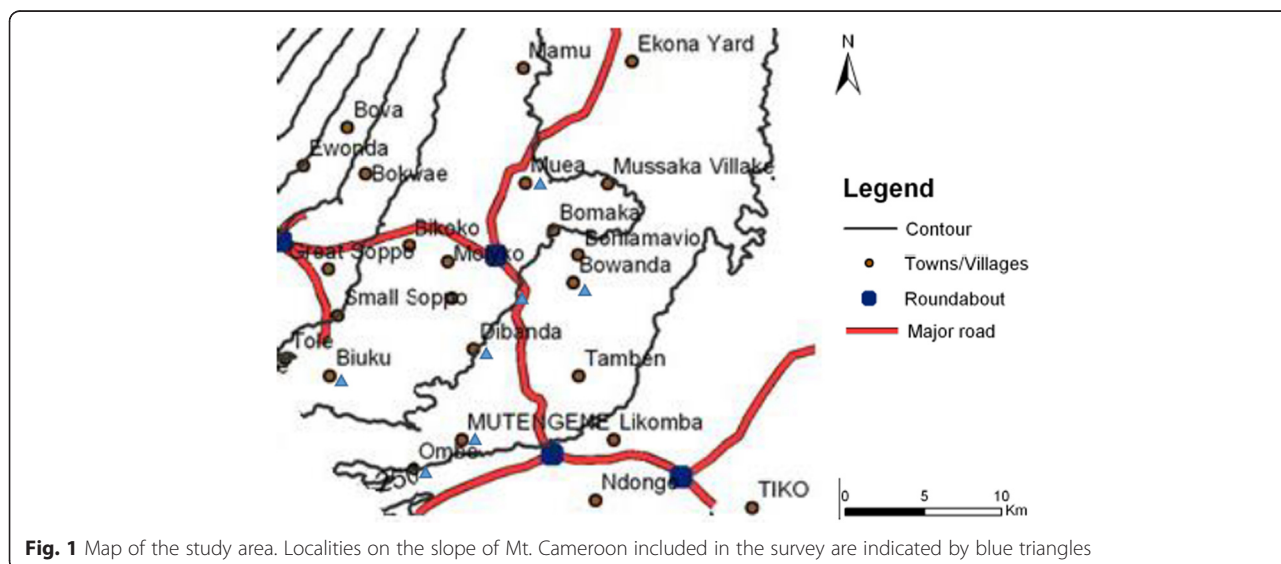 Mamu
Ekona Yard
N
Bova
Ewonda
Bokwae
Muea
Mussaka Villake
Legend
Bomaka
Contour
Bikoko
Boniamavio
Great Soppo
Molyko
Bowanda
Towns/Villages
Small Soppo
Roundabout
Dibanda
Major road
Tole
Biuku
Tamben
MUTENGENE
Likomba
Ombe
250
Ndongo
TIKO
0 5 10
Km
Fig. 1 Map of the study area. Localities on the slope of Mt. Cameroon included in the survey are indicated by blue triangles